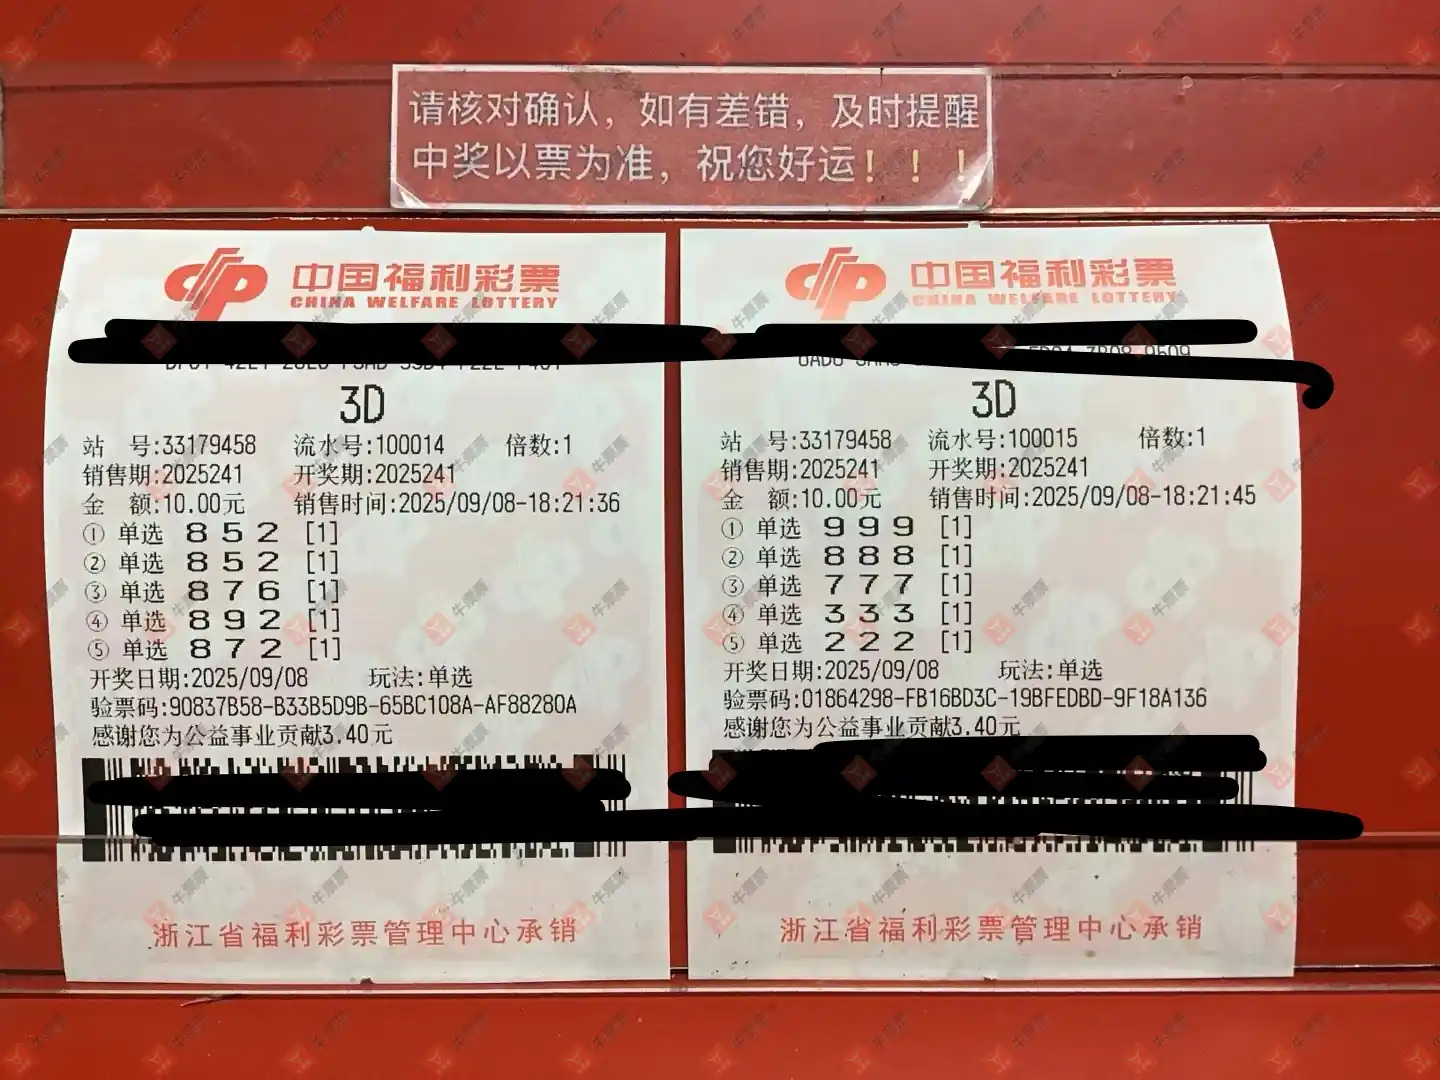 请核对确认，如有差错，及时提醒
中奖以票为准，祝您好运！！！
中国福利彩票
CHINA WELFARE LOTTERY
3D
站 号:33179458 流水号:100014 倍数:1
销售期:2025241 开奖期:2025241
金 额:10.00元 销售时间:2025/09/08-18:21:36
① 单选 8 5 2 [1]
② 单选 8 5 2 [1]
③ 单选 8 7 6 [1]
④ 单选 8 9 2 [1]
⑤ 单选 8 7 2 [1]
开奖日期:2025/09/08 玩法:单选
验票码:90837B58-B33B5D9B-65BC108A-AF88280A
感谢您为公益事业贡献3.40元
浙江省福利彩票管理中心承销
中国福利彩票
CHINA WELFARE LOTTERY
3D
站 号:33179458 流水号:100015 倍数:1
销售期:2025241 开奖期:2025241
金 额:10.00元 销售时间:2025/09/08-18:21:45
① 单选 9 9 9 [1]
② 单选 8 8 8 [1]
③ 单选 7 7 7 [1]
④ 单选 3 3 3 [1]
⑤ 单选 2 2 2 [1]
开奖日期:2025/09/08 玩法:单选
验票码:01864298-FB16BD3C-19BFEDBD-9F18A136
感谢您为公益事业贡献3.40元
浙江省福利彩票管理中心承销